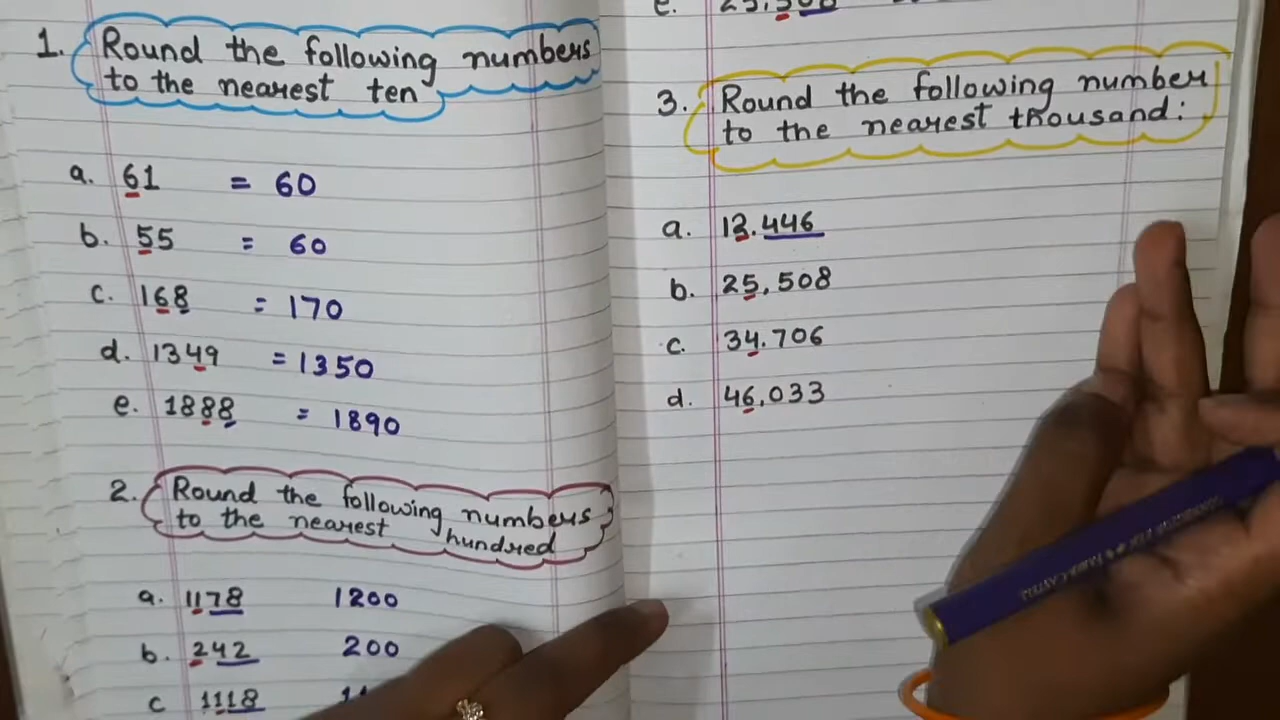 1. Round the following numbers
to the nearest ten
a. 61 = 60
b. 55 = 60
c. 168 = 170
d. 1349 = 1350
e. 1888 = 1890
2. Round the following numbers
to the nearest hundred
a. 1178 1200
b. 242 200
c 1118
e.
3. Round the following number
to the nearest thousand:
a. 13.446
b. 25,508
c. 34.706
d. 46,033